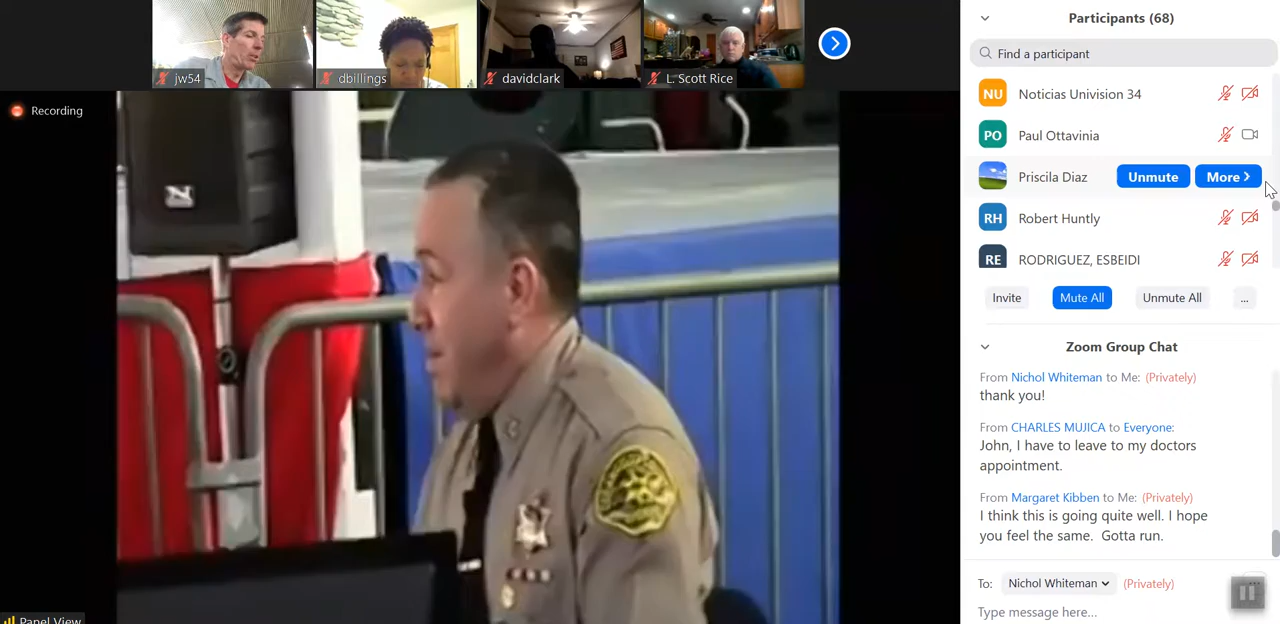 jw54
dbillings
davidclark
L. Scott Rice
Recording
Panel View
Participants (68)
Find a participant
NU Noticias Univision 34
PO Paul Ottavinia
Priscila Diaz Unmute More
RH Robert Huntly
RE RODRIGUEZ, ESBEIDI
Invite Mute All Unmute All ...
Zoom Group Chat
From Nichol Whiteman to Me: (Privately)
thank you!
From CHARLES MUJICA to Everyone:
John, I have to leave to my doctors
appointment.
From Margaret Kibben to Me: (Privately)
I think this is going quite well. I hope
you feel the same.  Gotta run.
To: Nichol Whiteman (Privately)
Type message here...